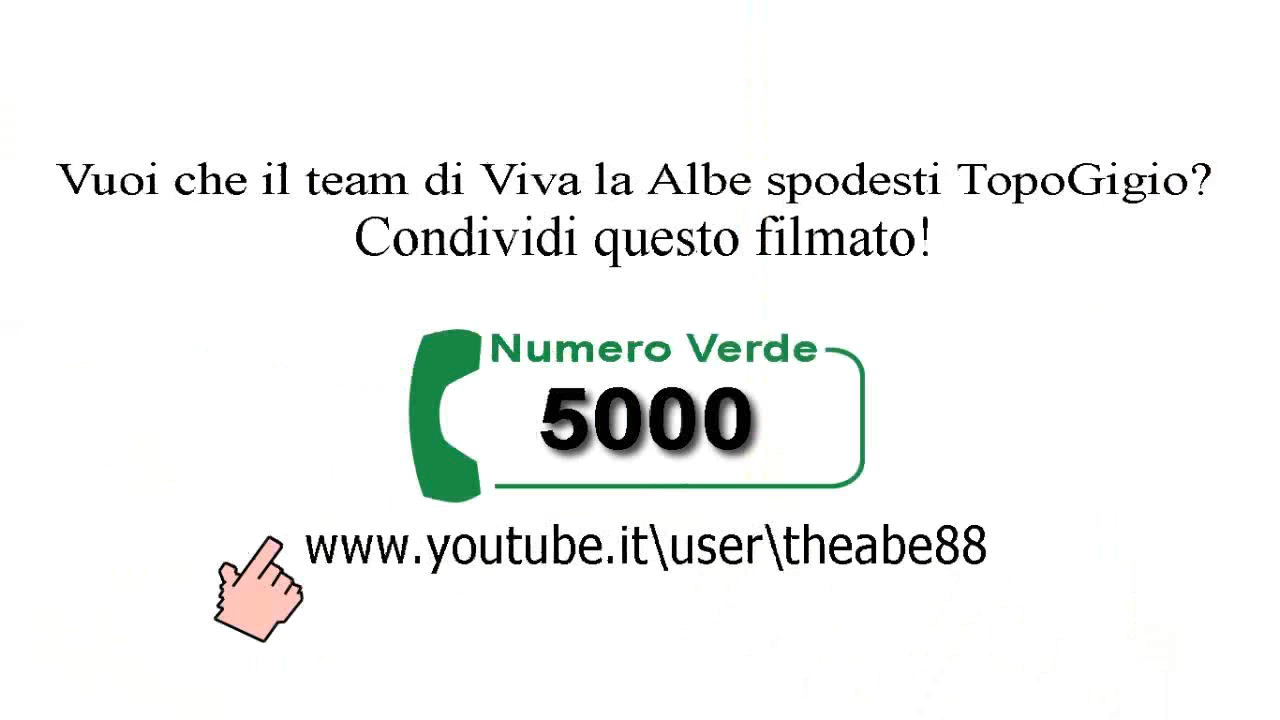 Vuoi che il team di Viva la Albe spodesti TopoGigio?
Condividi questo filmato!
Numero Verde
5000
www.youtube.it\user\theabe88